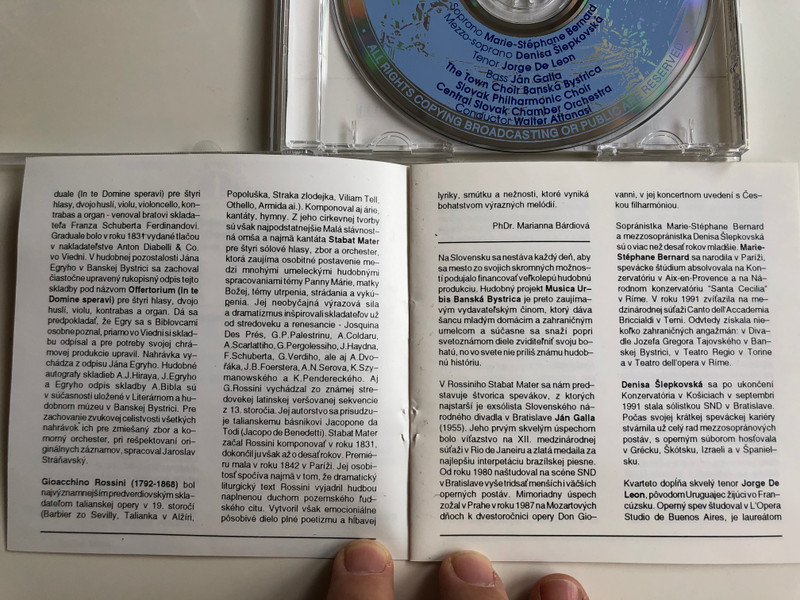 Soprano Marie-Stéphane Bernard
Mezzo-soprano Denisa Šlepkovská
Tenor Jorge De Leon
Bass Ján Galla
The Town Choir Banská Bystrica
Slovak Philharmonic Choir
Central Slovak Chamber Orchestra
Conductor Walter Attanasi
ALL RIGHTS COPYING BROADCASTING OR PUBLIC
RESERVED
duale (In te Domine speravi) pre štyri
hlasy, dvojo huslí, violu, violoncello, kon-
trabas a organ - venoval bratovi sklada-
teľa Franza Schuberta Ferdinandovi.
Graduale bolo v roku 1831 vydané tlačou
v nakladateľstve Anton Diabelli & Co.
vo Viedni. V hudobnej pozostalosti Jána
Egryho v Banskej Bystrici sa zachoval
čiastočne upravený rukopisný odpis tejto
skladby pod názvom Offertorium (in te
Domine speravi) pre štyri hlasy, dvojo
huslí, violu, kontrabas a organ. Dá sa
predpokladať, že Egry sa s Biblovcami
osobne poznal, priamo vo Viedni si sklad-
bu odpísal a pre potreby svojej chrá-
movej produkcie upravil. Nahrávka vy-
chádza z odpisu Jána Egryho. Hudobné
autografy skladieb A.J.Hiraya, J.Egryho
a Egryho odpis skladby A.Bibla sú
v súčasnosti uložené v Literárnom a hu-
dobnom múzeu v Banskej Bystrici. Pre
zachovanie zvukovej celistvosti všetkých
nahrávok ich pre zmiešaný zbor a ko-
morný orchester, pri rešpektovaní ori-
ginálnych záznamov, spracoval Jaroslav
Stráňavský.
Gioacchino Rossini (1792-1868) bol
najvýznamnejším predverdiovským skla-
dateľom talianskej opery v 19. storočí
(Barbier zo Sevilly, Talianka v Alžíri,
Popoluška, Straka zlodejka, Viliam Tell,
Othello, Armida ai.). Komponoval aj árie,
kantáty, hymny. Z jeho cirkevnej tvorby
sú však najpodstatnejšie Malá slávnost-
ná omša a najmä kantáta Stabat Mater
pre štyri sólové hlasy, zbor a orchester,
ktorá zaujíma osobitné postavenie me-
dzi mnohými umeleckými hudobnými
spracovaniami témy Panny Márie, matky
Božej, témy utrpenia, strádania a vykú-
penia. Jej neobyčajná výrazová sila
a dramatizmus inšpirovali skladateľov už
od stredoveku a renesancie - Josquina
Des Prés, G.P.Palestrinu, A.Coldaru,
A.Scarlattiho, G.Pergolessiho, J.Haydna,
F.Schuberta, G.Verdiho, ale aj A.Dvo-
řáka, J.B.Foerstera, A.N.Serova, K.Szy-
manowského a K.Pendereckého. Aj
G.Rossini vychádzal zo známej stre-
dovekej latinskej veršovanej sekvencie
z 13. storočia. Jej autorstvo sa prisudzu-
je talianskemu básnikovi Jacopone da
Todi (Jacopo de Benedetti). Stabat Mater
začal Rossini komponovať v roku 1831,
dokončil ju však až o desať rokov. Premié-
ru mala v roku 1842 v Paríži. Jej osobi-
tosť spočíva najmä v tom, že dramatický
liturgický text Rossini vyjadril hudbou
naplnenou duchom pozemského ľud-
ského citu. Vytvoril však emocionálne
pôsobivé dielo plné poetizmu a hĺbavej
lyriky, smútku a nežnosti, ktoré vyniká
bohatstvom výrazných melódií.
PhDr. Marianna Bárdiová
Na Slovensku sa nestáva každý deň, aby
sa mesto zo svojich skromných možnos-
tí podujalo financovať veľkolepú hudobnú
produkciu. Hudobný projekt Musica Ur-
bis Banská Bystrica je preto zaujíma-
vým vydavateľským činom, ktorý dáva
šancu mladým domácim a zahraničným
umelcom a súčasne sa snaží popri
svetoznámom diele zviditeľniť svoju bo-
hatú, no vo svete nie príliš známu hudob-
nú históriu.
V Rossiniho Stabat Mater sa nám pred-
stavuje štvorica spevákov, z ktorých
najstarší je exsólista Slovenského ná-
rodného divadla v Bratislave Ján Galla
(1955). Jeho prvým skvelým úspechom
bolo víťazstvo na XII. medzinárodnej
súťaži v Rio de Janeiro a zlatá medaila za
najlepšiu interpretáciu brazílskej piesne.
Od roku 1980 naštudoval na scéne SND
v Bratislave vyše tridsať menších i väčších
operných postáv. Mimoriadny úspech
zožal v Prahe v roku 1987 na Mozartových
dňoch k dvestoročnici opery Don Gio-
vanni, v jej koncertnom uvedení s Čes-
kou filharmóniou.
Sopránistka Marie-Stéphane Bernard
a mezzosopránistka Denisa Šlepkovská
sú o viac než desať rokov mladšie. Marie-
Stéphane Bernard sa narodila v Paríži,
spevácke štúdium absolvovala na Kon-
zervatóriu v Aix-en-Provence a na Ná-
rodnom konzervatóriu "Santa Cecilia"
v Ríme. V roku 1991 zvíťazila na me-
dzinárodnej súťaži Canto dell'Accademia
Briccialdi v Terni. Odvtedy získala nie-
koľko zahraničných angažmán: v Diva-
dle Jozefa Gregora Tajovského v Ban-
skej Bystrici, v Teatro Regio v Torine
a v Teatro dell'opera v Ríme.
Denisa Šlepkovská sa po ukončení
Konzervatória v Košiciach v septembri
1991 stala sólistkou SND v Bratislave.
Počas svojej krátkej speváckej kariéry
stvárnila už celý rad mezzosopránových
postáv, s operným súborom hosťovala
v Grécku, Škótsku, Izraeli a v Španiel-
sku.
Kvarteto dopĺňa skvelý tenor Jorge De
Leon, pôvodom Uruguajec žijúci vo Fran-
cúzsku. Operný spev študoval v L'Opera
Studio de Buenos Aires, je laureátom